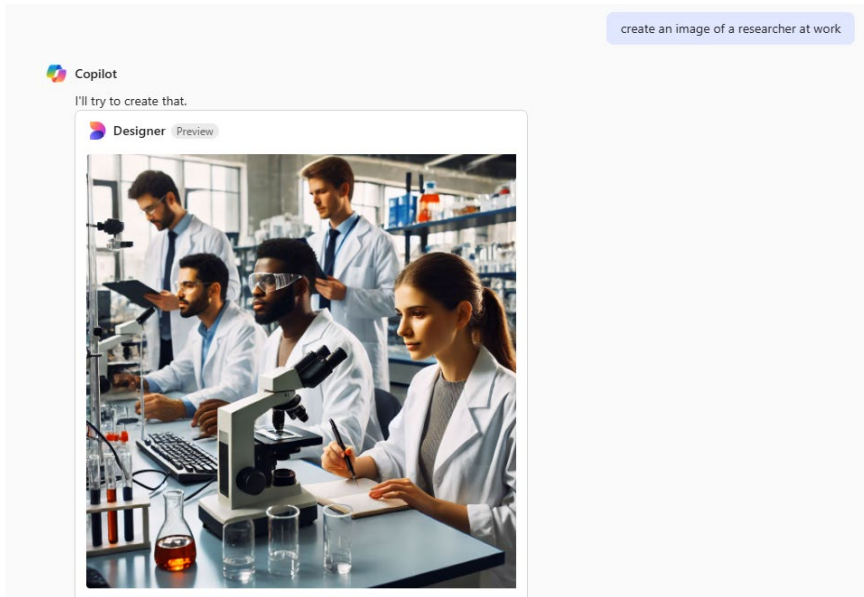 create an image of a researcher at work
Copilot
I'll try to create that.
Designer Preview